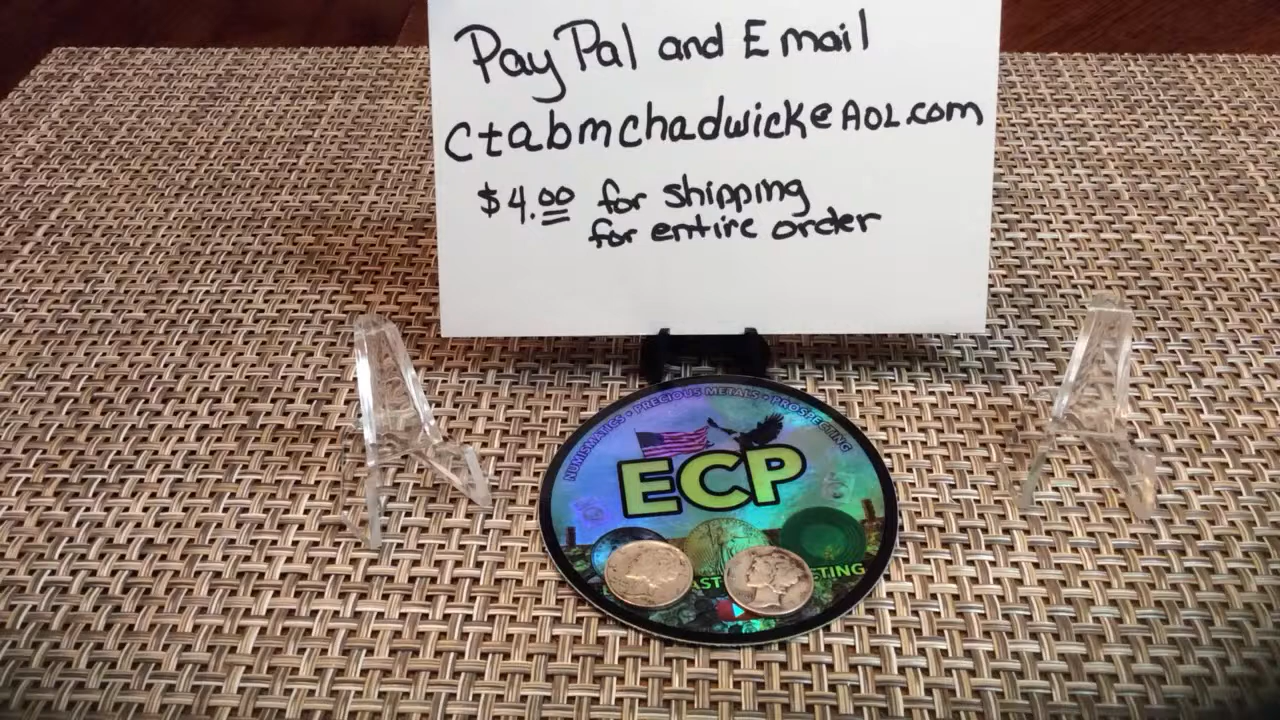 PayPal and Email
ctabmchadwick@AOL.com
$4.00 for shipping
for entire order
NUMISMATICS • PRECIOUS METALS • PROSPECTING
ECP